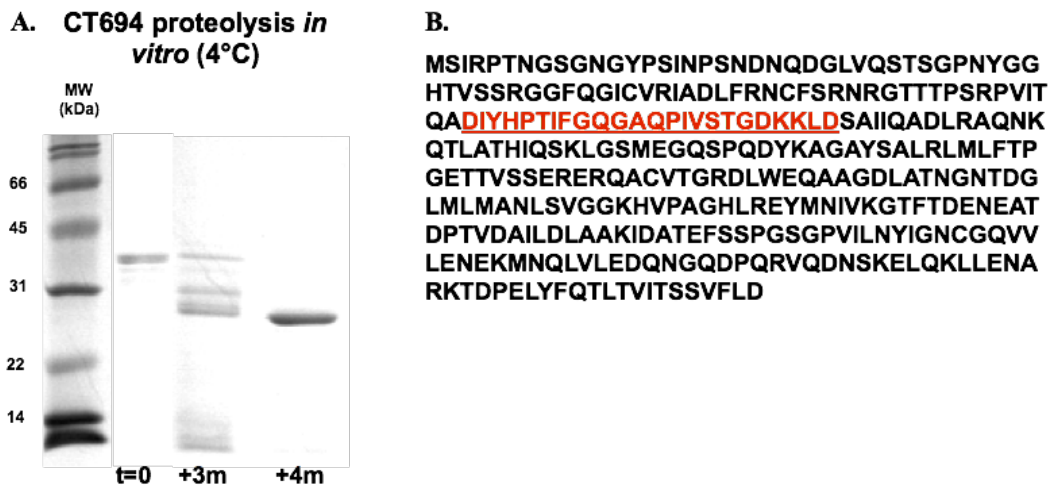 A. CT694 proteolysis in
vitro (4°C)
MW
(kDa)
66
45
31
22
14
t=0 +3m +4m
B.
MSIRPTNGSGNGYPSINPSNDNQDGLVQSTSGPNYGG
HTVSSRGGFQGICVRIADLFRNCFSRNRGTTTPSRPVIT
QADIYHPTIFGQGAQPIVSTGDKKLDSAIIQADLRAQNK
QTLATHIQSKLGSMEGQSPQDYKAGAYSALRLMLFTP
GETTVSSERERQACVTGRDLWEQAAGDLATNGNTDG
LMLMANLSVGGKHVPAGHLREYMNIVKGTFTDENEAT
DPTVDAILDLAAKIDATEFSSPGSGPVILNYIGNCGQVV
LENEKMNQLVLEDQNGQDPQRVQDNSKELQKLLENA
RKTDPELYFQTLTVITSSVFLD